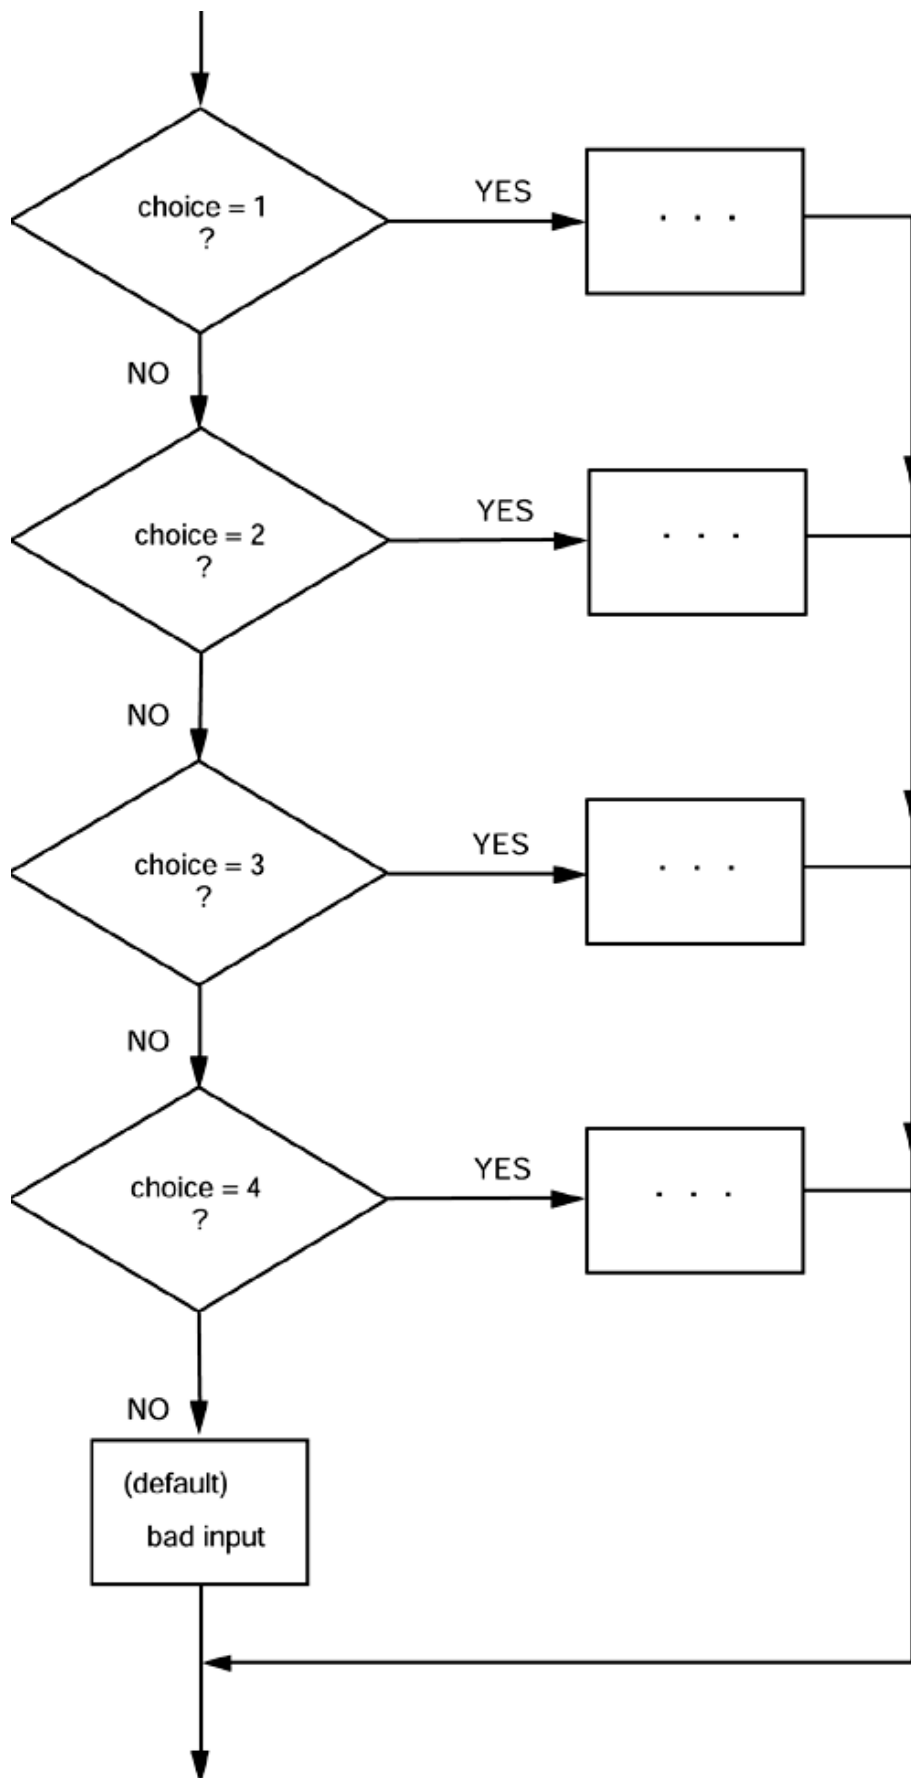 choice = 1
?
YES
. . .
NO
choice = 2
?
YES
. . .
NO
choice = 3
?
YES
. . .
NO
choice = 4
?
YES
. . .
NO
(default)
bad input